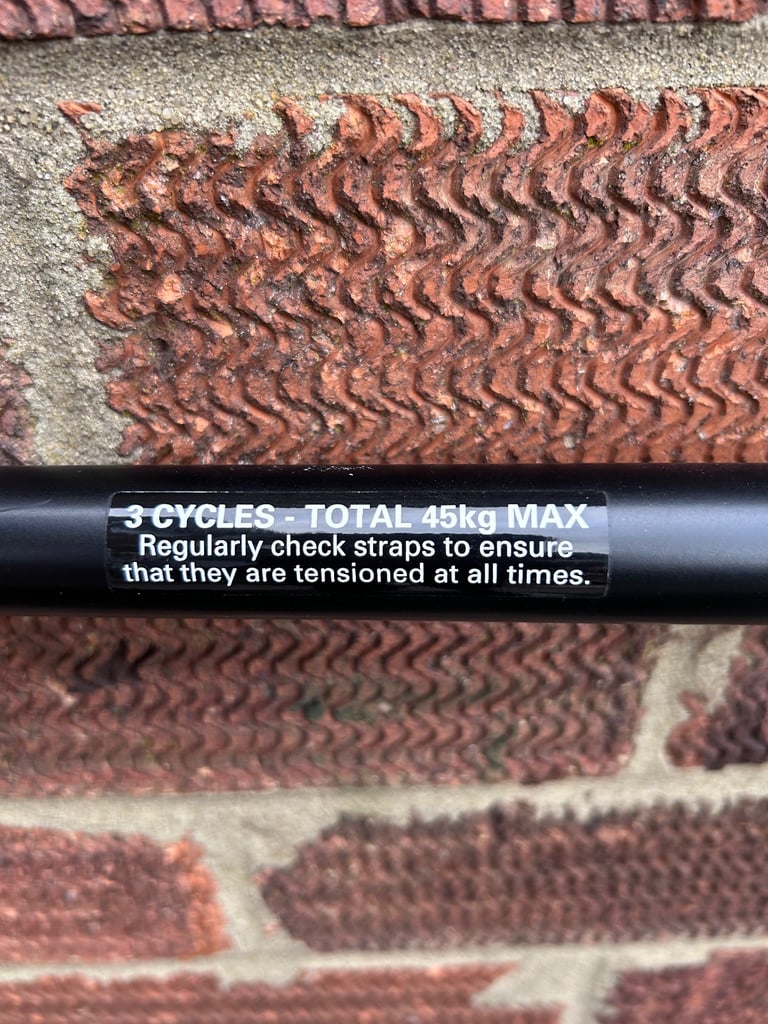 3 CYCLES - TOTAL 45kg MAX
Regularly check straps to ensure
that they are tensioned at all times.